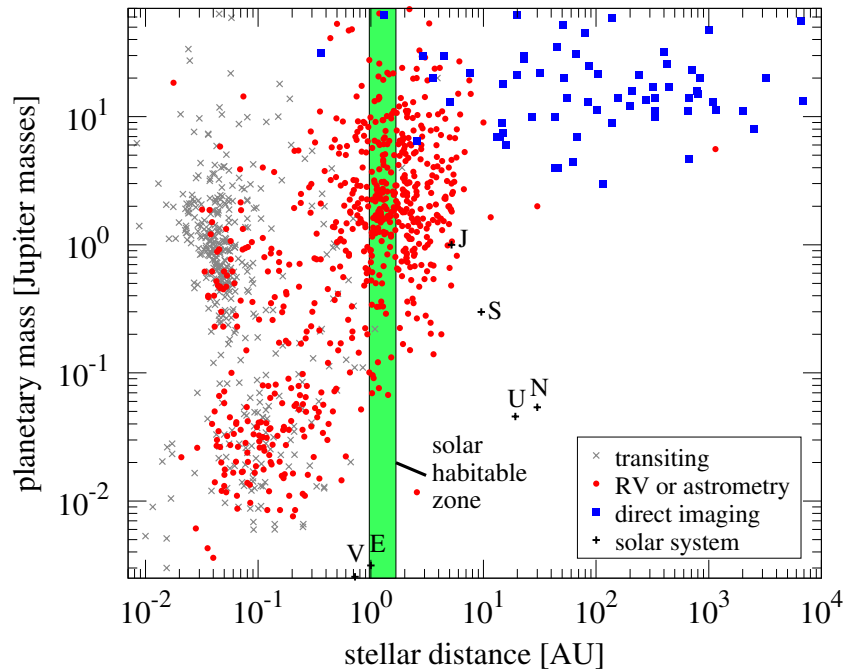 planetary mass [Jupiter masses]
10^1
10^0
10^-1
10^-2
J
S
U N
V E
solar
habitable
zone
transiting
RV or astrometry
direct imaging
solar system
10^-2 10^-1 10^0 10^1 10^2 10^3 10^4
stellar distance [AU]